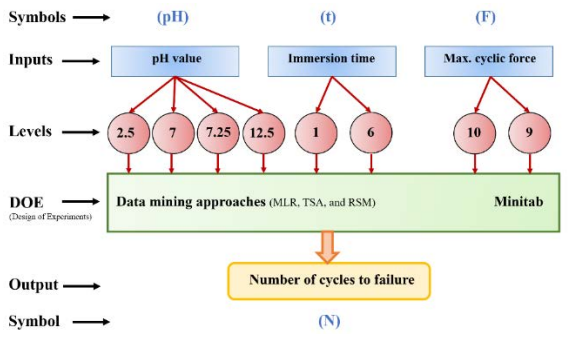 Symbols (pH) (t) (F)
Inputs pH value Immersion time Max. cyclic force
Levels 2.5 7 7.25 12.5 1 6 10 9
DOE Data mining approaches (MLR, TSA, and RSM) Minitab
(Design of Experiments)
Output Number of cycles to failure
Symbol (N)